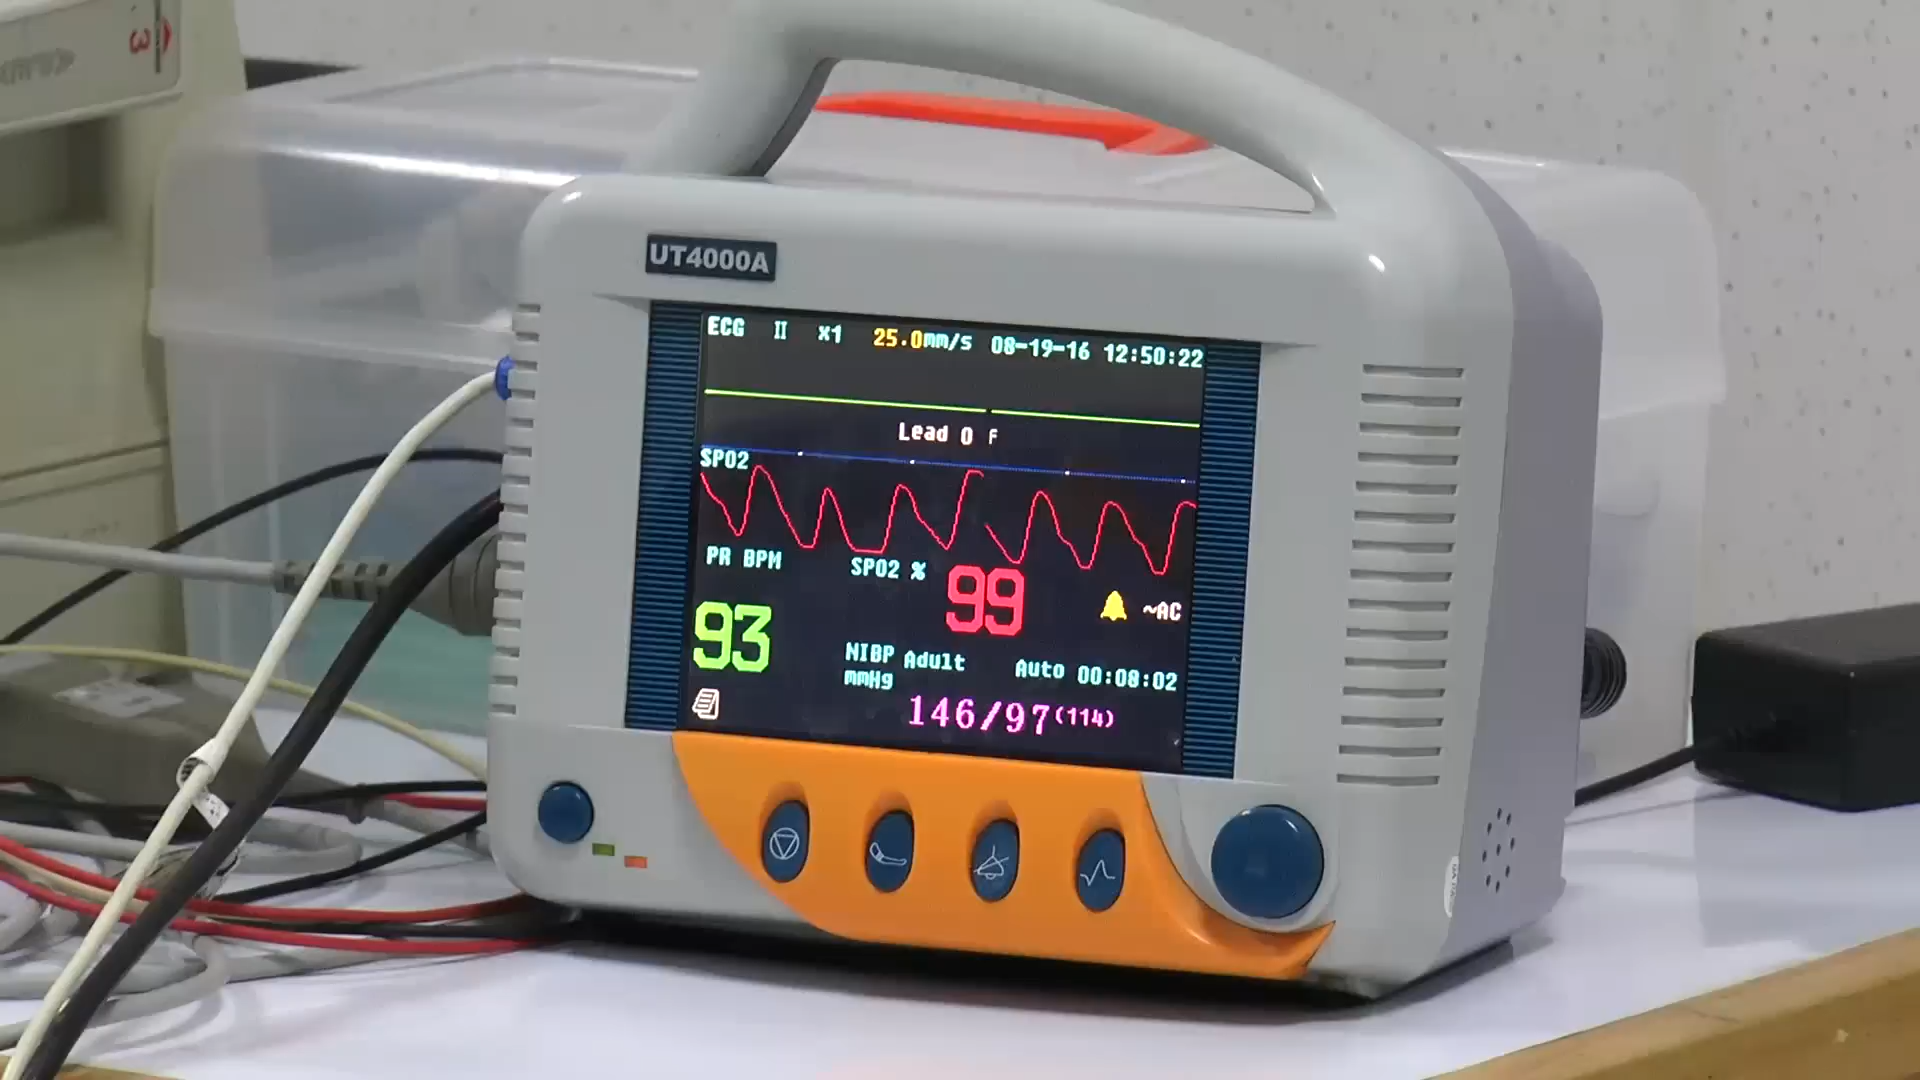 3
UT4000A
ECG II x1 25.0mm/s 08-19-16 12:50:22
Lead O F
SPO2
PR BPM SPO2 % 99
~AC
93
NIBP Adult Auto 00:08:02
mmHg
146/97(114)